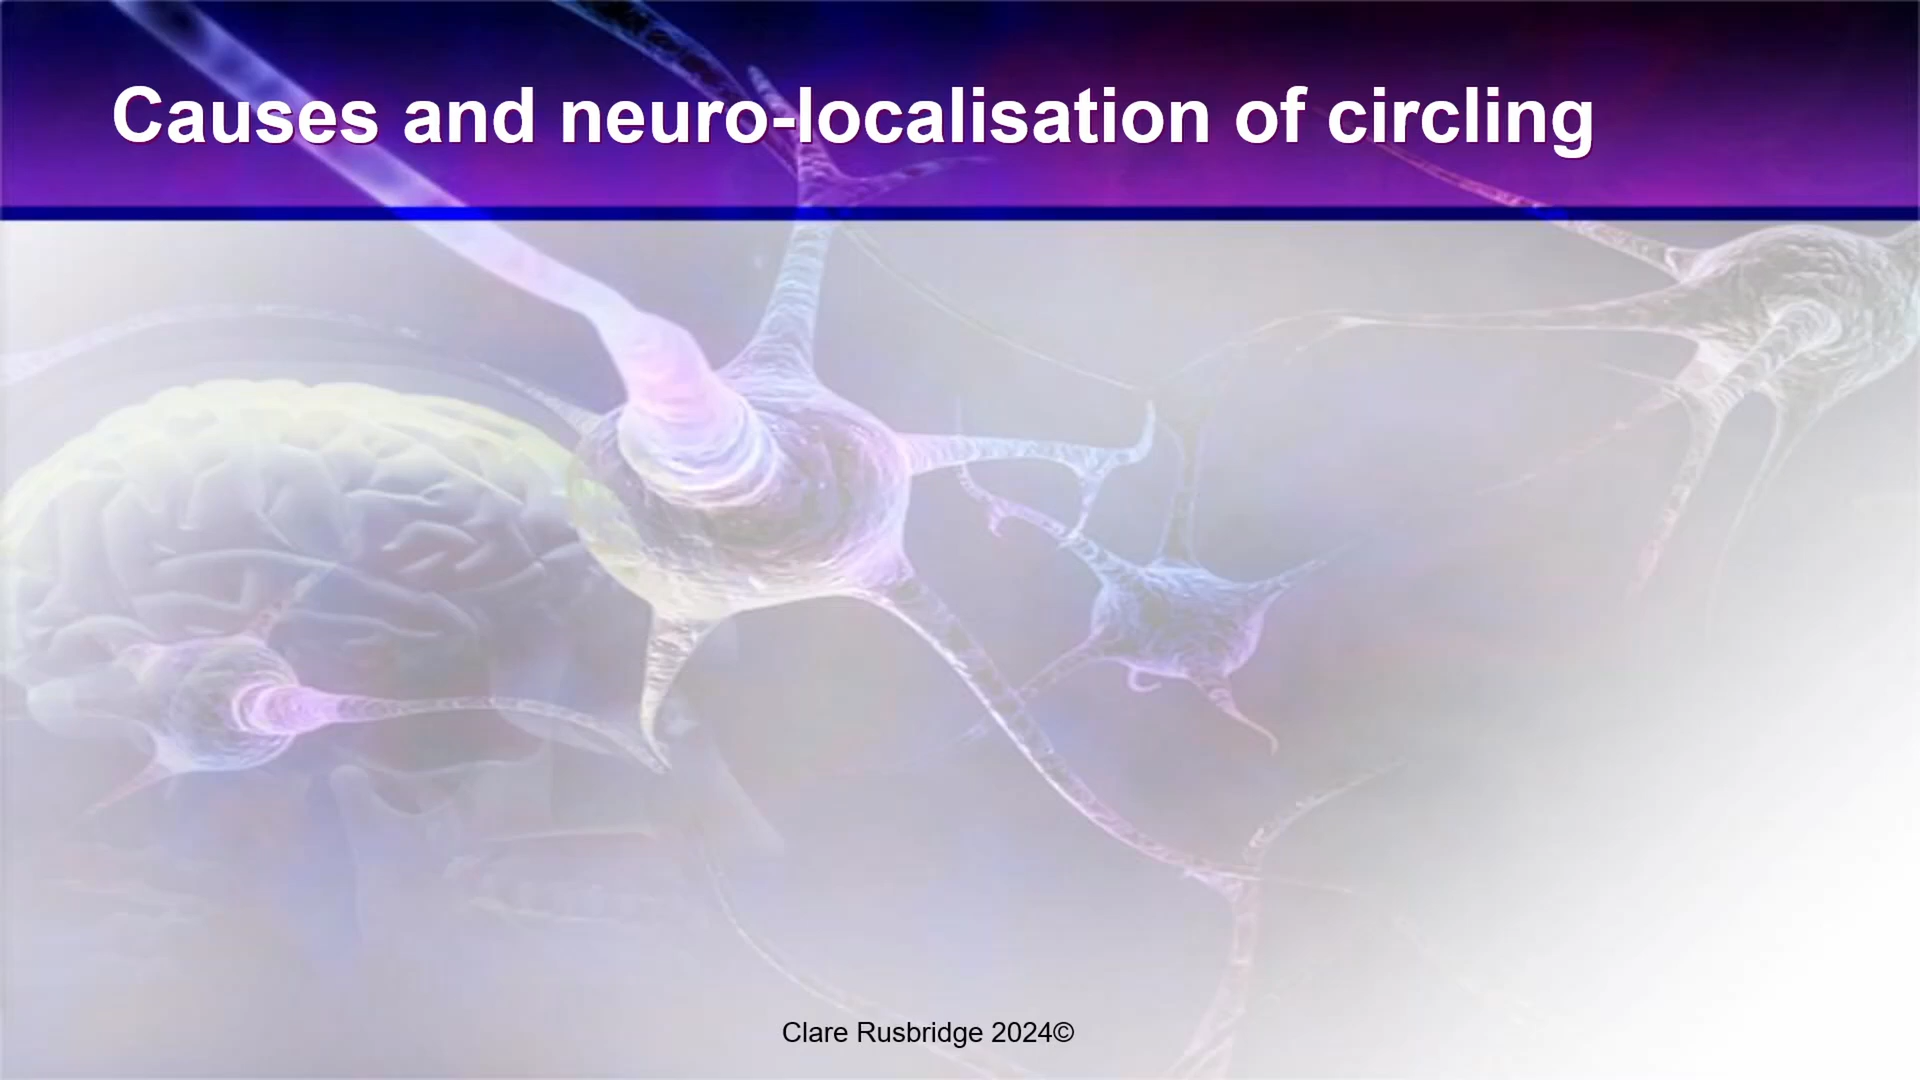 Causes and neuro-localisation of circling
Clare Rusbridge 2024©